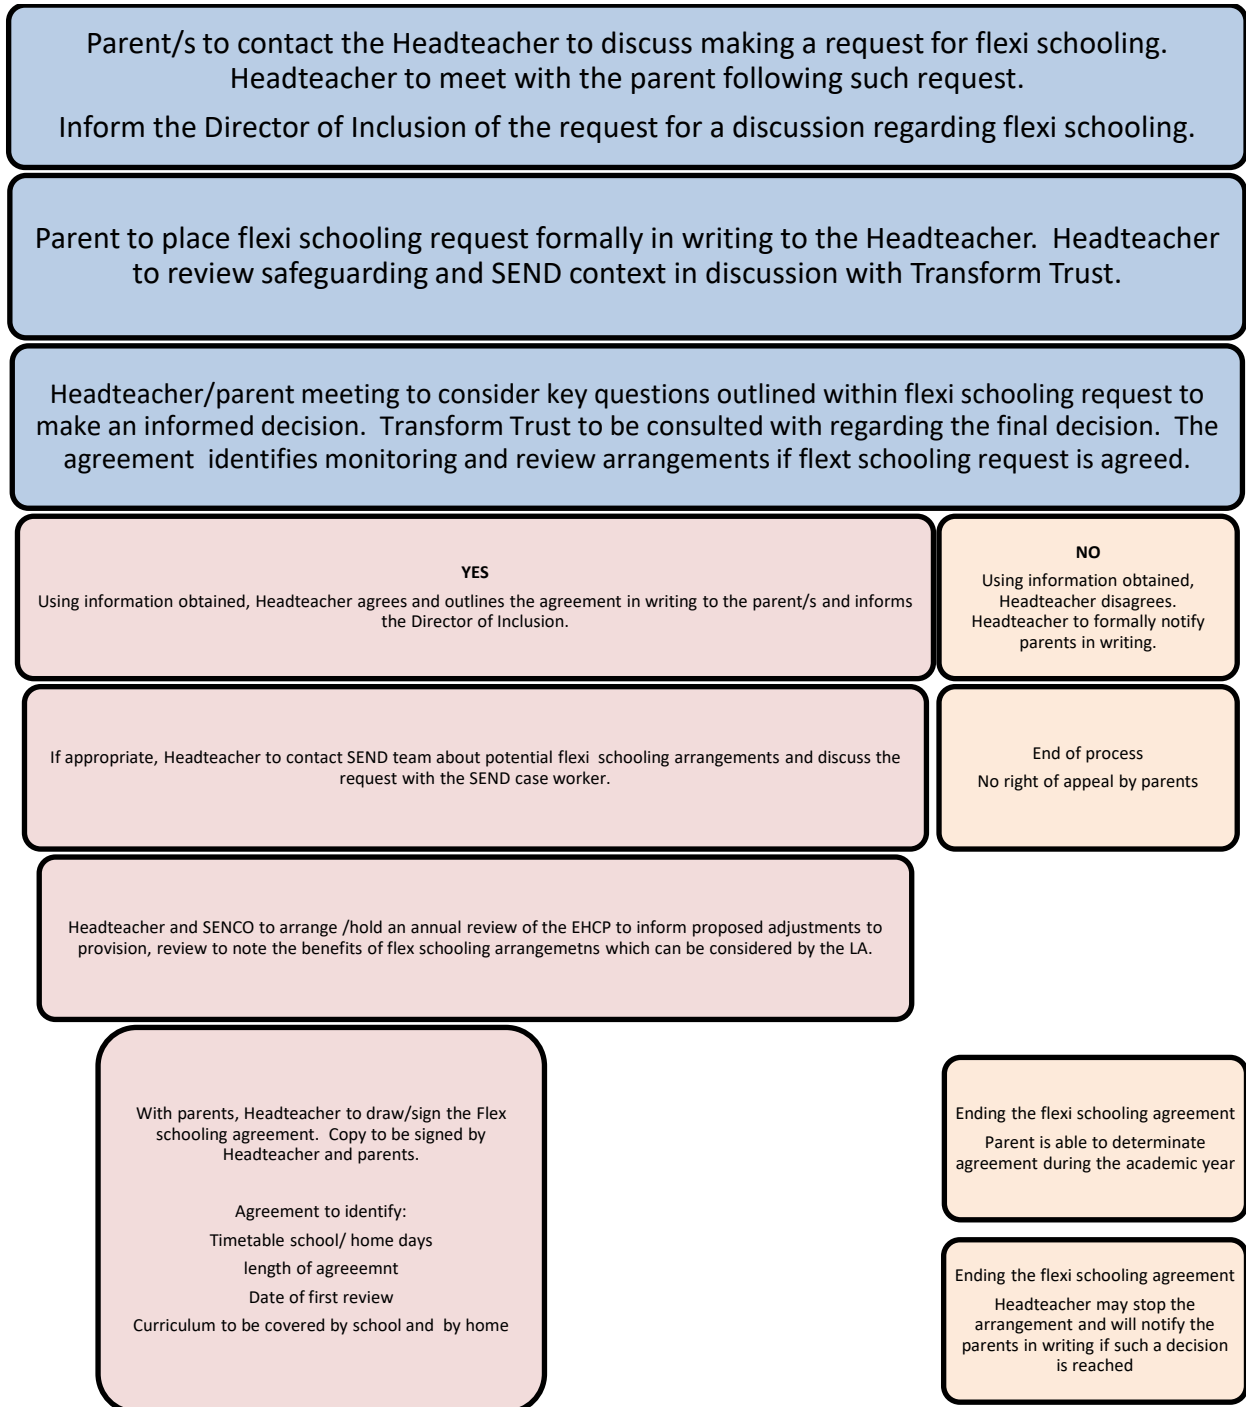 Parent/s to contact the Headteacher to discuss making a request for flexi schooling.
Headteacher to meet with the parent following such request.
Inform the Director of Inclusion of the request for a discussion regarding flexi schooling.
Parent to place flexi schooling request formally in writing to the Headteacher.  Headteacher
to review safeguarding and SEND context in discussion with Transform Trust.
Headteacher/parent meeting to consider key questions outlined within flexi schooling request to
make an informed decision.  Transform Trust to be consulted with regarding the final decision.  The
agreement  identifies monitoring and review arrangements if flext schooling request is agreed.
YES
Using information obtained, Headteacher agrees and outlines the agreement in writing to the parent/s and informs
the Director of Inclusion.
NO
Using information obtained,
Headteacher disagrees.
Headteacher to formally notify
parents in writing.
If appropriate, Headteacher to contact SEND team about potential flexi  schooling arrangements and discuss the
request with the SEND case worker.
End of process
No right of appeal by parents
Headteacher and SENCO to arrange /hold an annual review of the EHCP to inform proposed adjustments to
provision, review to note the benefits of flex schooling arrangemetns which can be considered by the LA.
With parents, Headteacher to draw/sign the Flex
schooling agreement.  Copy to be signed by
Headteacher and parents.
Agreement to identify:
Timetable school/ home days
length of agreeemnt
Date of first review
Curriculum to be covered by school and  by home
Ending the flexi schooling agreement
Parent is able to determinate
agreement during the academic year
Ending the flexi schooling agreement
Headteacher may stop the
arrangement and will notify the
parents in writing if such a decision
is reached